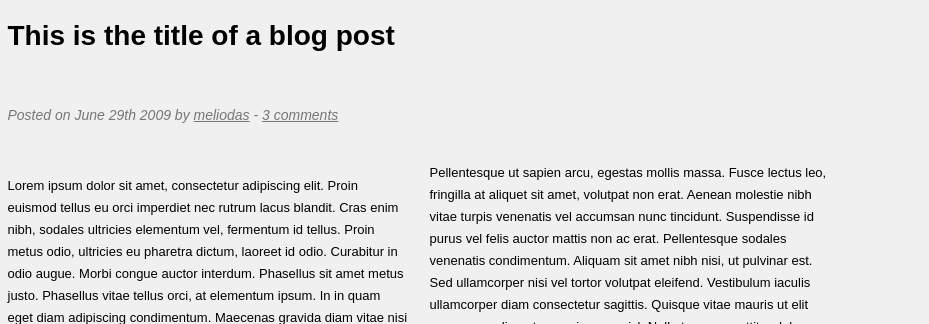 This is the title of a blog post
Posted on June 29th 2009 by meliodas - 3 comments
Lorem ipsum dolor sit amet, consectetur adipiscing elit. Proin
euismod tellus eu orci imperdiet nec rutrum lacus blandit. Cras enim
nibh, sodales ultricies elementum vel, fermentum id tellus. Proin
metus odio, ultricies eu pharetra dictum, laoreet id odio. Curabitur in
odio augue. Morbi congue auctor interdum. Phasellus sit amet metus
justo. Phasellus vitae tellus orci, at elementum ipsum. In in quam
eget diam adipiscing condimentum. Maecenas gravida diam vitae nisi
Pellentesque ut sapien arcu, egestas mollis massa. Fusce lectus leo,
fringilla at aliquet sit amet, volutpat non erat. Aenean molestie nibh
vitae turpis venenatis vel accumsan nunc tincidunt. Suspendisse id
purus vel felis auctor mattis non ac erat. Pellentesque sodales
venenatis condimentum. Aliquam sit amet nibh nisi, ut pulvinar est.
Sed ullamcorper nisi vel tortor volutpat eleifend. Vestibulum iaculis
ullamcorper diam consectetur sagittis. Quisque vitae mauris ut elit